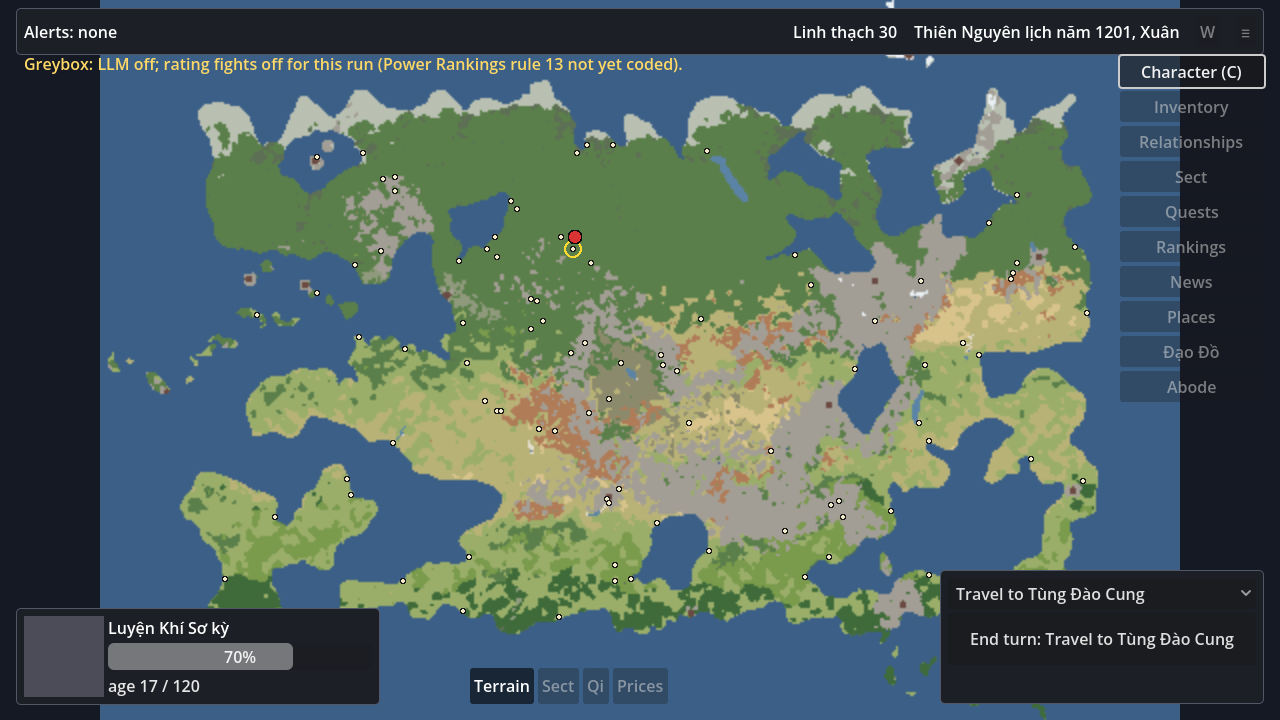 Alerts: none
Linh thạch 30 Thiên Nguyên lịch năm 1201, Xuân W ≡
Greybox: LLM off; rating fights off for this run (Power Rankings rule 13 not yet coded).
Character (C)
Inventory
Relationships
Sect
Quests
Rankings
News
Places
Đạo Đồ
Abode
Travel to Tùng Đào Cung
End turn: Travel to Tùng Đào Cung
Luyện Khí Sơ kỳ
70%
age 17 / 120
Terrain Sect Qi Prices